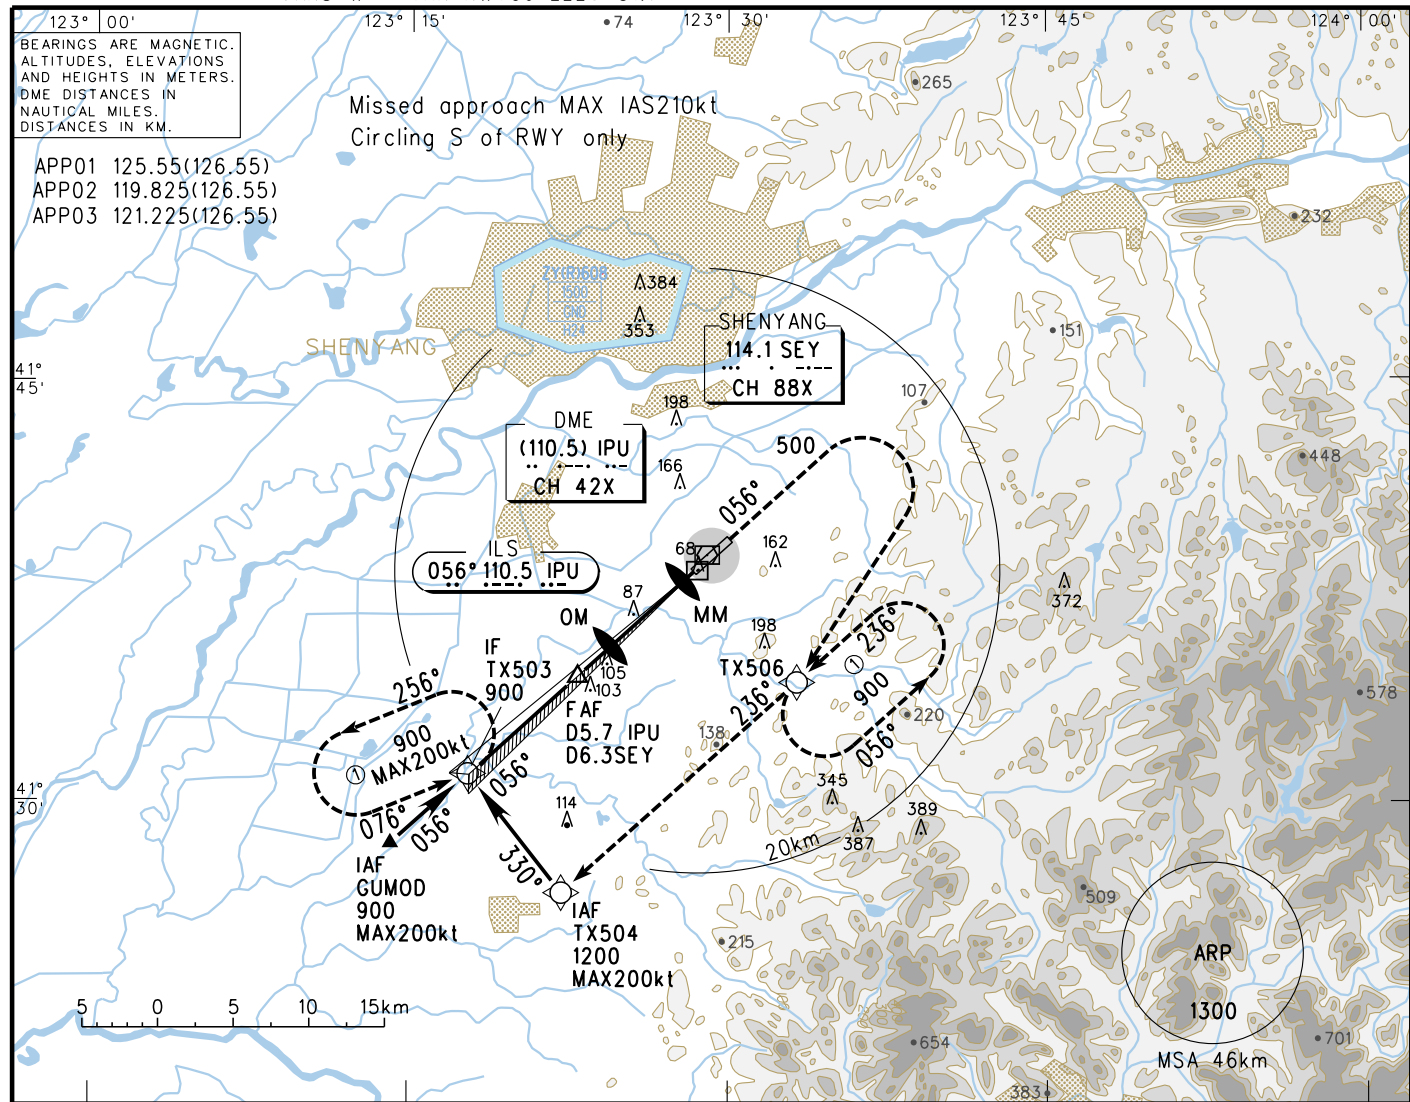 123° 00'
123° 15'
74
123° 30'
123° 45'
124° 00'
BEARINGS ARE MAGNETIC.
ALTITUDES, ELEVATIONS
AND HEIGHTS IN METERS.
DME DISTANCES IN
NAUTICAL MILES.
DISTANCES IN KM.
Missed approach MAX IAS210kt
Circling S of RWY only
265
APP01 125.55(126.55)
APP02 119.825(126.55)
APP03 121.225(126.55)
232
ZY(R)608
1500
GND
H24
384
353
SHENYANG
SHENYANG
114.1 SEY
CH 88X
151
41°
45'
107
198
DME
(110.5) IPU
CH 42X
166
500
448
056°
ILS
056° 110.5 IPU
68
162
87
372
OM
MM
198
236°
IF
TX503
900
105
103
TX506
1
900
236°
578
256°
FAF
D5.7 IPU
D6.3SEY
220
138
056°
900
MAX200kt
1
056°
41°
30'
345
387
389
076°
056°
114
20km
330°
IAF
GUMOD
900
MAX200kt
IAF
TX504
1200
MAX200kt
509
215
ARP
1300
MSA 46km
5 0 5 10 15km
654
701
383